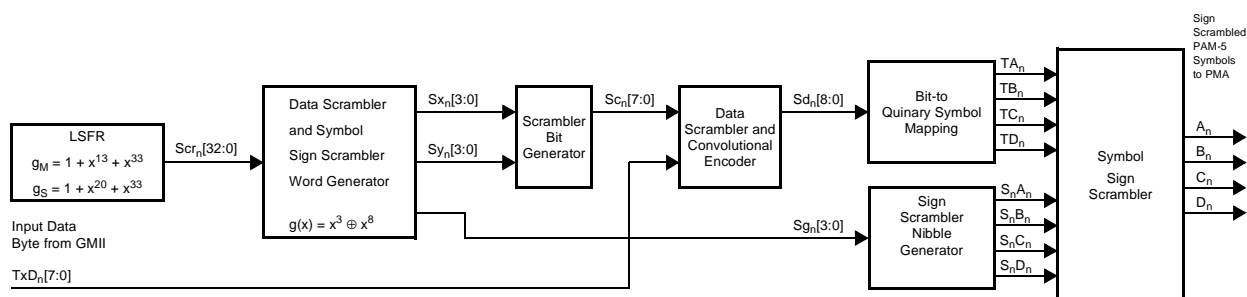 LSFR
g_M = 1 + x^13 + x^33
g_S = 1 + x^20 + x^33
Scr_n[32:0]
Input Data
Byte from GMII
TxD_n[7:0]
Data Scrambler
and Symbol
Sign Scrambler
Word Generator
g(x) = x^3 ⊕ x^8
Sx_n[3:0]
Sy_n[3:0]
Scrambler
Bit
Generator
Sc_n[7:0]
Data
Scrambler and
Convolutional
Encoder
Sd_n[8:0]
Sg_n[3:0]
Bit-to
Quinary Symbol
Mapping
TA_n
TB_n
TC_n
TD_n
Sign
Scrambler
Nibble
Generator
S_nA_n
S_nB_n
S_nC_n
S_nD_n
Symbol
Sign
Scrambler
Sign
Scrambled
PAM-5
Symbols
to PMA
A_n
B_n
C_n
D_n